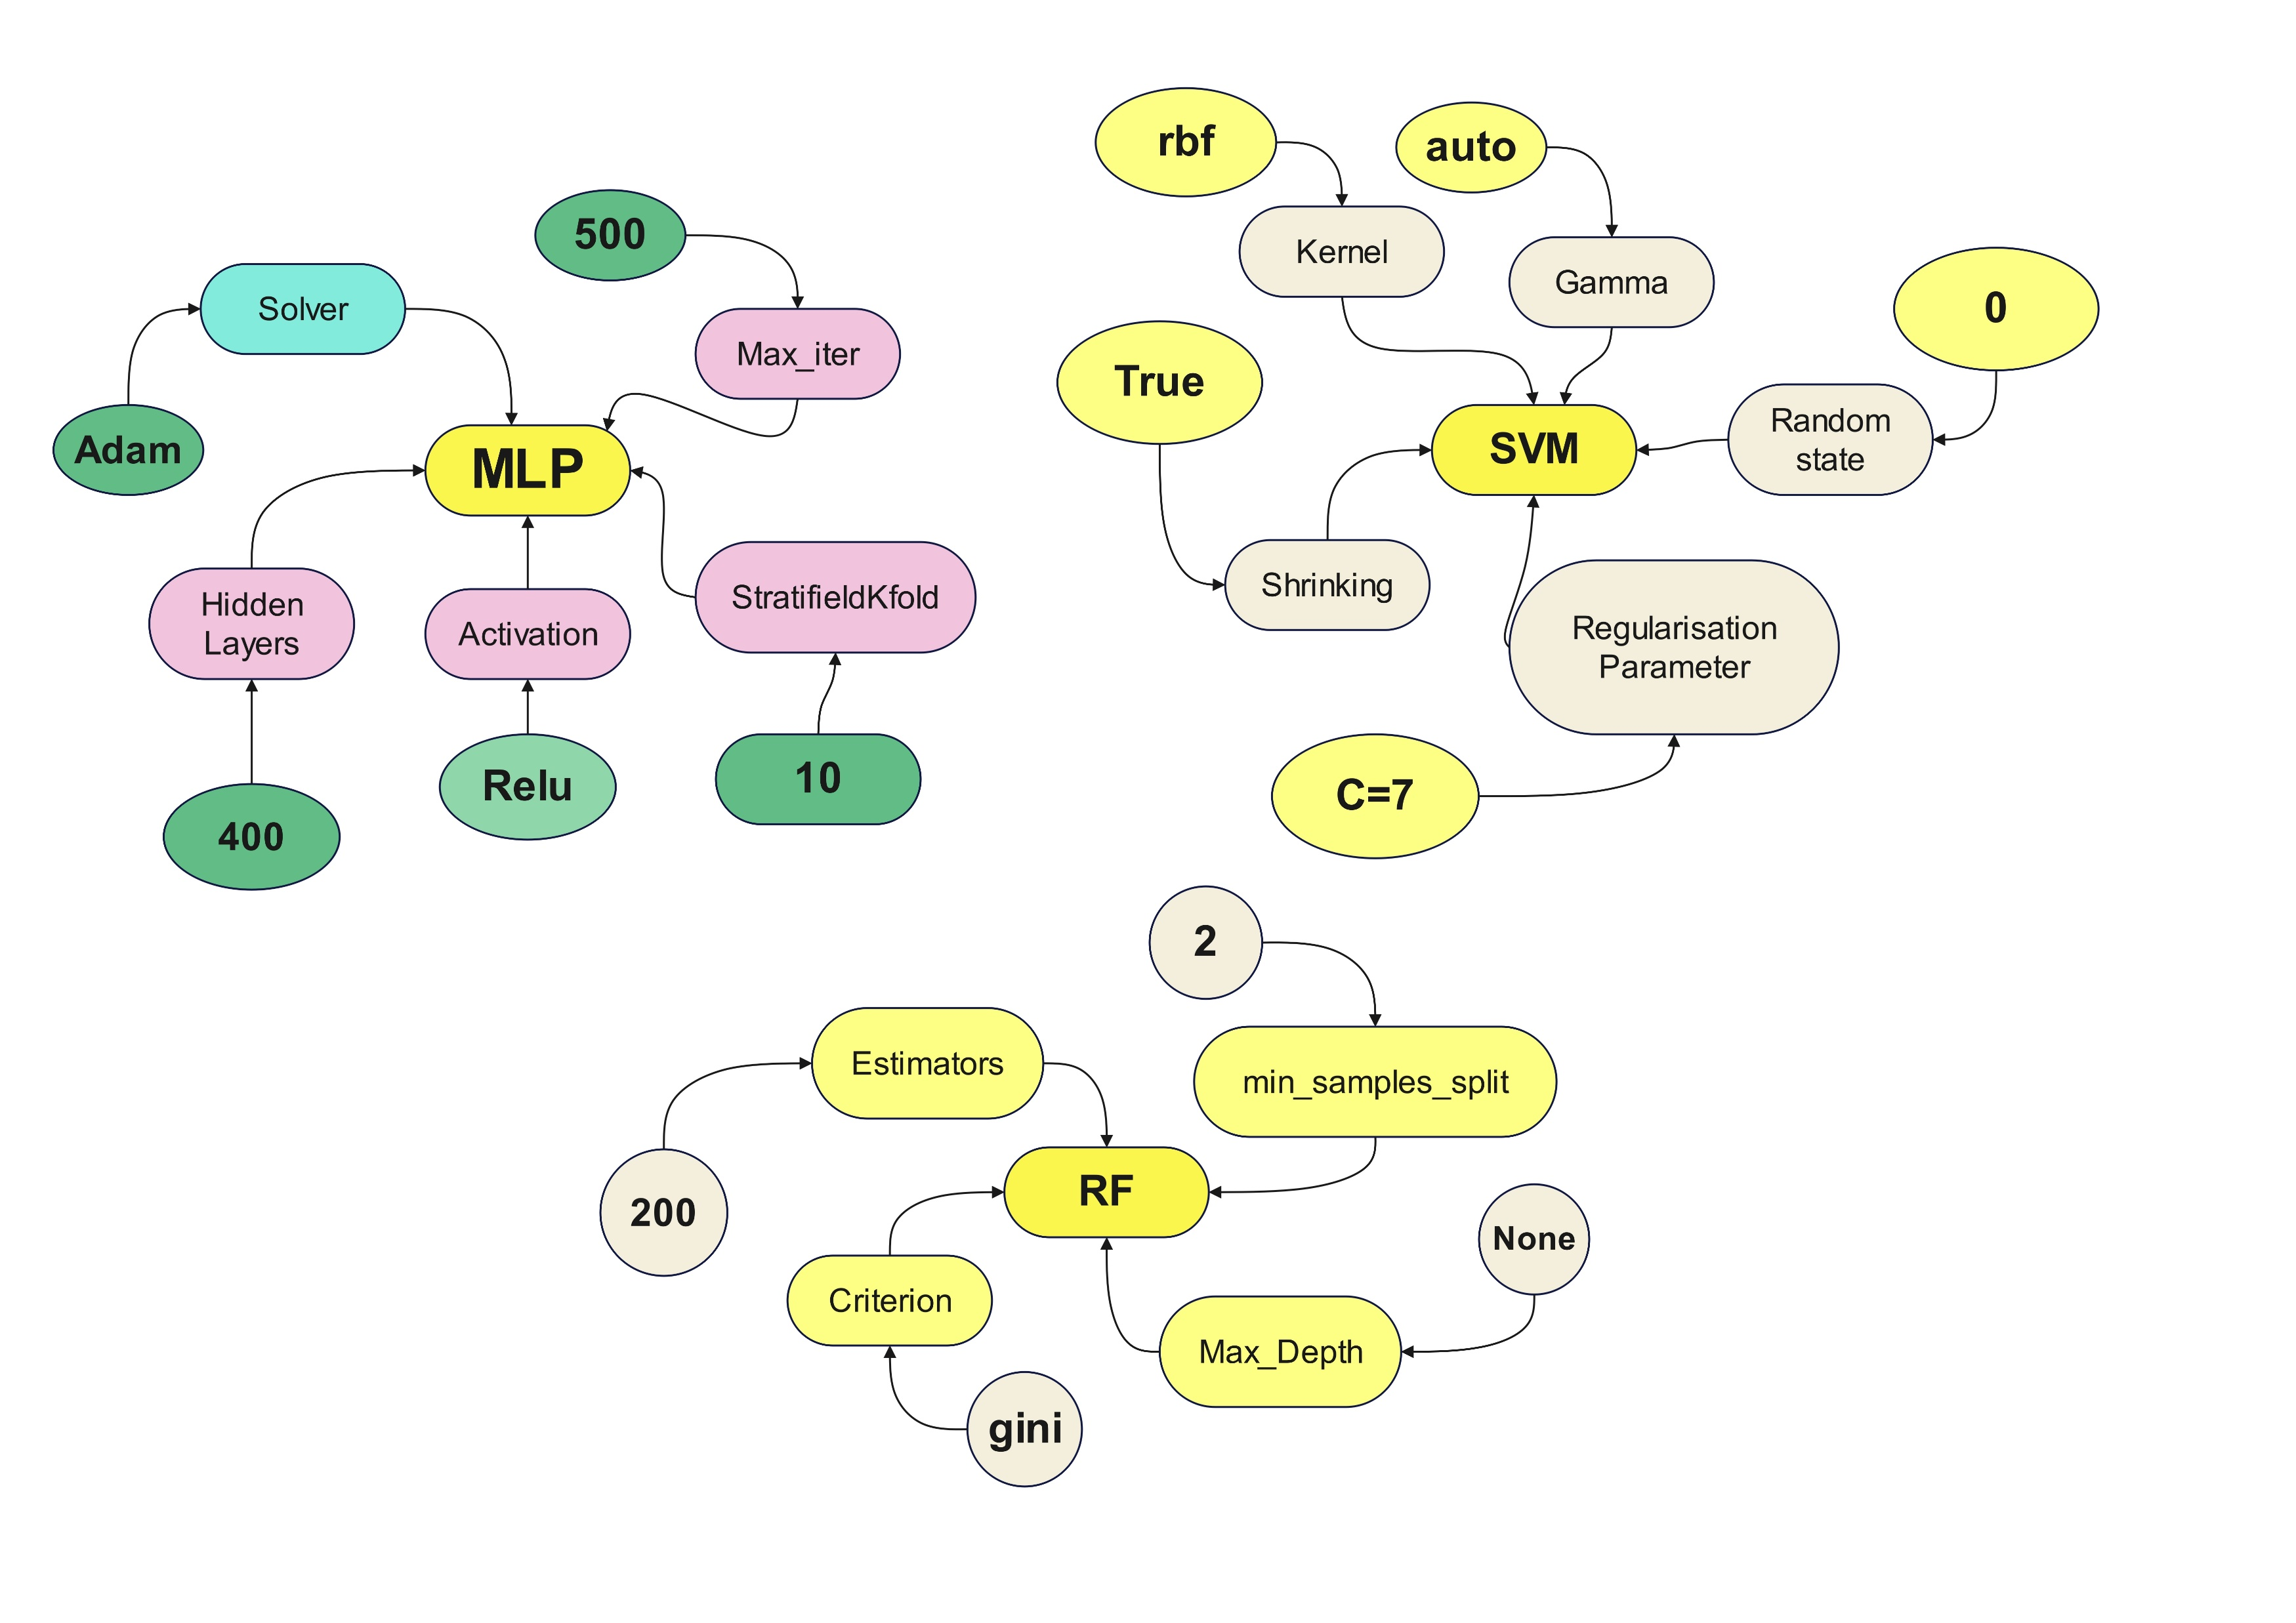 500
Solver
Max_iter
Adam
MLP
Hidden
Layers
Activation
StratifieldKfold
Relu
10
400
rbf
auto
Kernel
Gamma
0
True
Random
state
SVM
Shrinking
Regularisation
Parameter
C=7
2
Estimators
min_samples_split
RF
200
None
Criterion
Max_Depth
gini